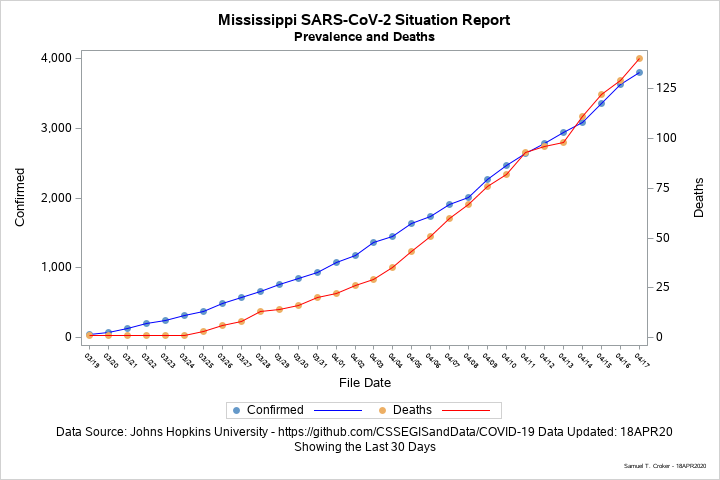 Mississippi SARS-CoV-2 Situation Report
Prevalence and Deaths
4,000
3,000
2,000
1,000
0
Confirmed
125
100
75
50
25
0
Deaths
03/19 03/20 03/21 03/22 03/23 03/24 03/25 03/26 03/27 03/28 03/29 03/30 03/31 04/01 04/02 04/03 04/04 04/05 04/06 04/07 04/08 04/09 04/10 04/11 04/12 04/13 04/14 04/15 04/16 04/17
File Date
Confirmed Deaths
Data Source: Johns Hopkins University - https://github.com/CSSEGISandData/COVID-19 Data Updated: 18APR20
Showing the Last 30 Days
Samuel T. Croker - 18APR2020